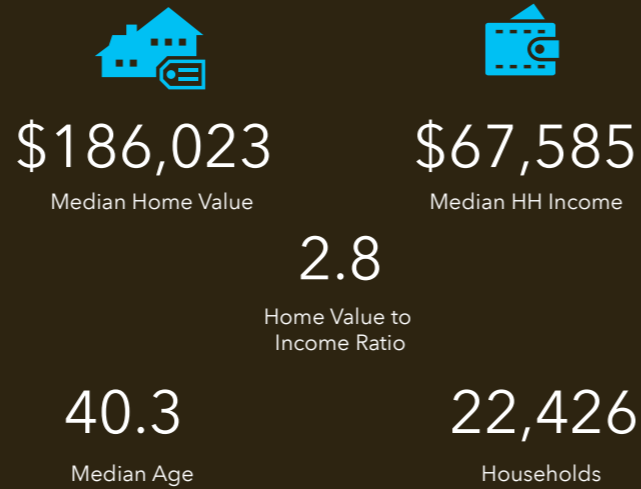 $186,023
Median Home Value
$67,585
Median HH Income
2.8
Home Value to
Income Ratio
40.3
Median Age
22,426
Households